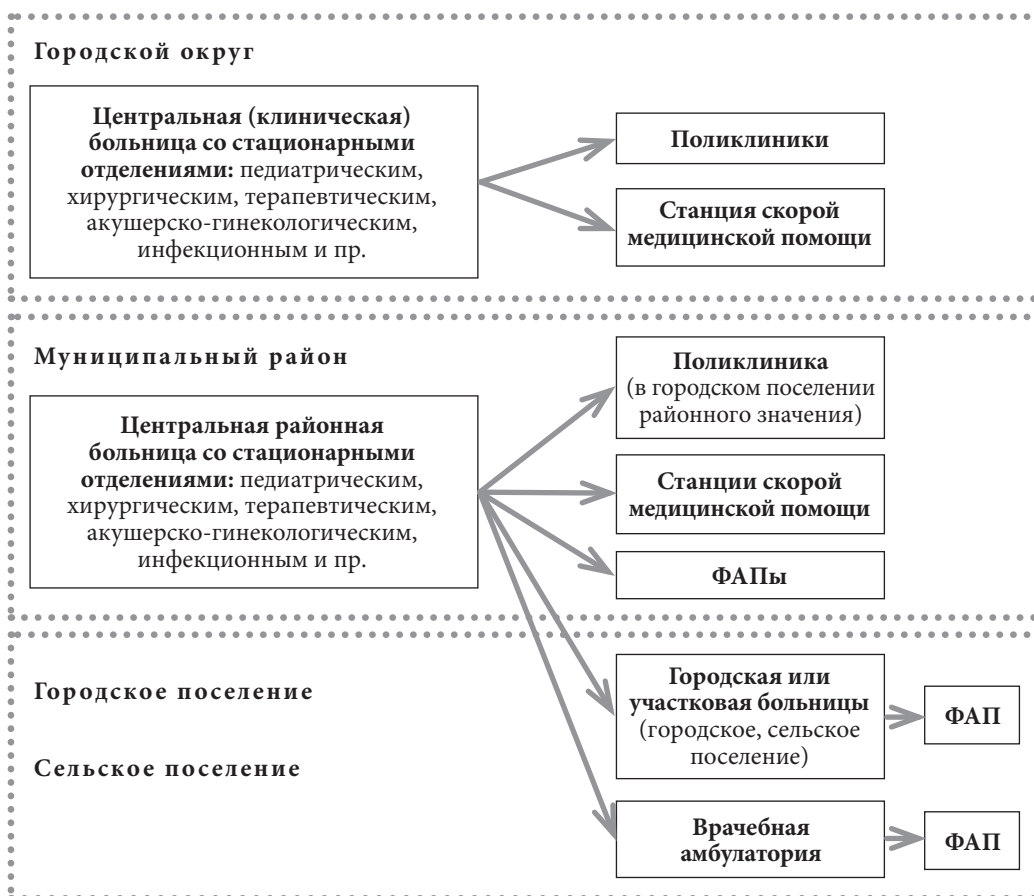 Городской округ
Центральная (клиническая)
больница со стационарными
отделениями: педиатрическим,
хирургическим, терапевтическим,
акушерско-гинекологическим,
инфекционным и пр.
Поликлиники
Станция скорой
медицинской помощи
Муниципальный район
Центральная районная
больница со стационарными
отделениями: педиатрическим,
хирургическим, терапевтическим,
акушерско-гинекологическим,
инфекционным и пр.
Поликлиника
(в городском поселении
районного значения)
Станции скорой
медицинской помощи
ФАПы
Городское поселение
Сельское поселение
Городская или
участковая больницы
(городское, сельское
поселение)
ФАП
Врачебная
амбулатория
ФАП